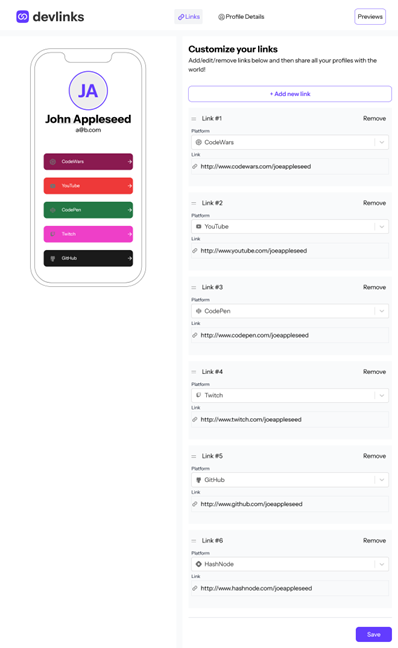 devlinks
Links
Profile Details
Previews
JA
John Appleseed
a@b.com
CodeWars
YouTube
CodePen
Twitch
GitHub
Customize your links
Add/edit/remove links below and then share all your profiles with the
world!
+ Add new link
Link #1
Remove
Platform
CodeWars
Link
http://www.codewars.com/joeappleseed
Link #2
Remove
Platform
YouTube
Link
http://www.youtube.com/joeappleseed
Link #3
Remove
Platform
CodePen
Link
http://www.codepen.com/joeappleseed
Link #4
Remove
Platform
Twitch
Link
http://www.twitch.com/joeappleseed
Link #5
Remove
Platform
GitHub
Link
http://www.github.com/joeappleseed
Link #6
Remove
Platform
HashNode
Link
http://www.hashnode.com/joeappleseed
Save